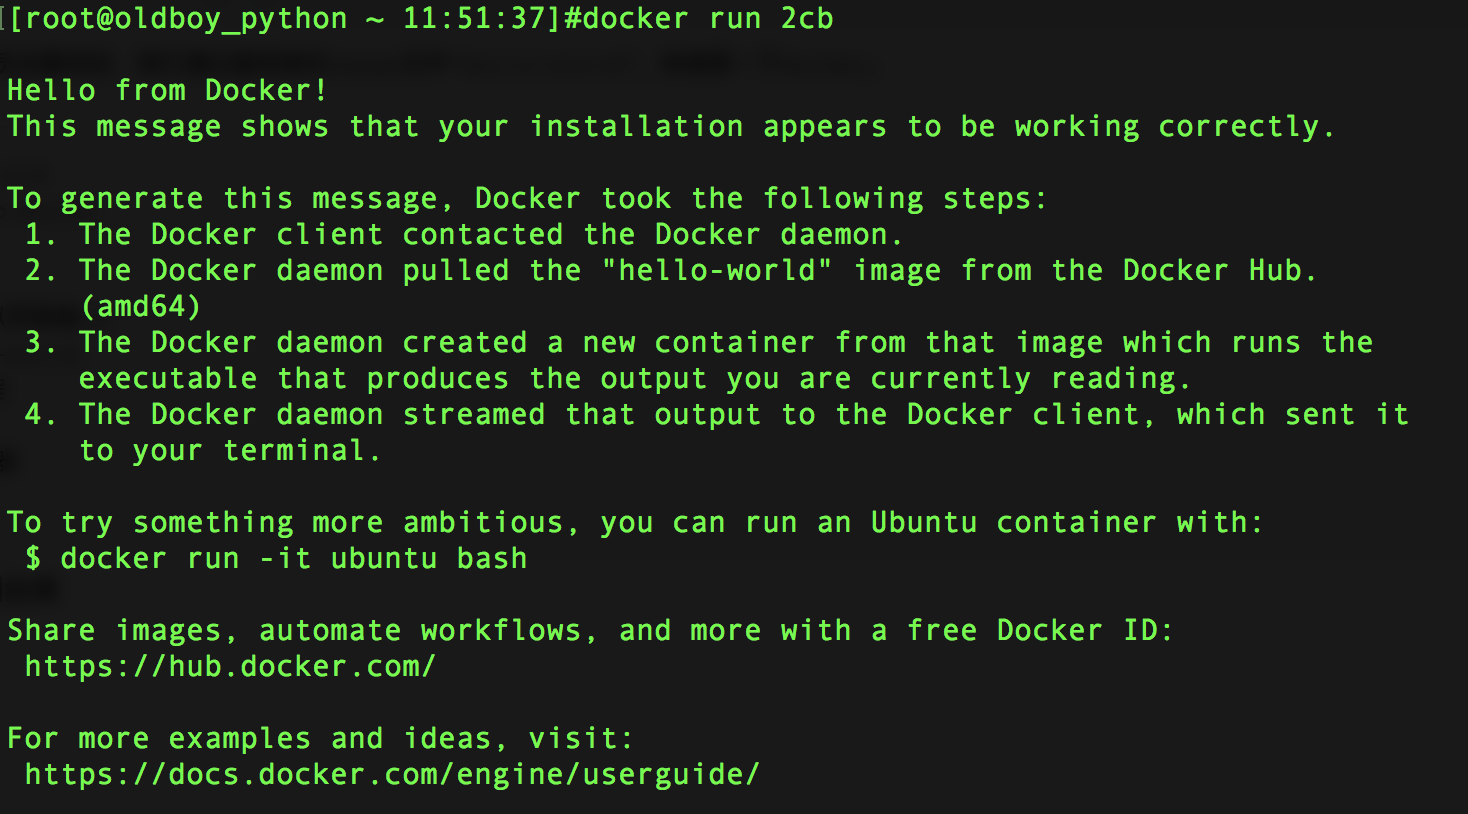 [[root@oldboy_python ~ 11:51:37]#docker run 2cb
Hello from Docker!
This message shows that your installation appears to be working correctly.
To generate this message, Docker took the following steps:
1. The Docker client contacted the Docker daemon.
2. The Docker daemon pulled the "hello-world" image from the Docker Hub.
(amd64)
3. The Docker daemon created a new container from that image which runs the
executable that produces the output you are currently reading.
4. The Docker daemon streamed that output to the Docker client, which sent it
to your terminal.
To try something more ambitious, you can run an Ubuntu container with:
$ docker run -it ubuntu bash
Share images, automate workflows, and more with a free Docker ID:
https://hub.docker.com/
For more examples and ideas, visit:
https://docs.docker.com/engine/userguide/